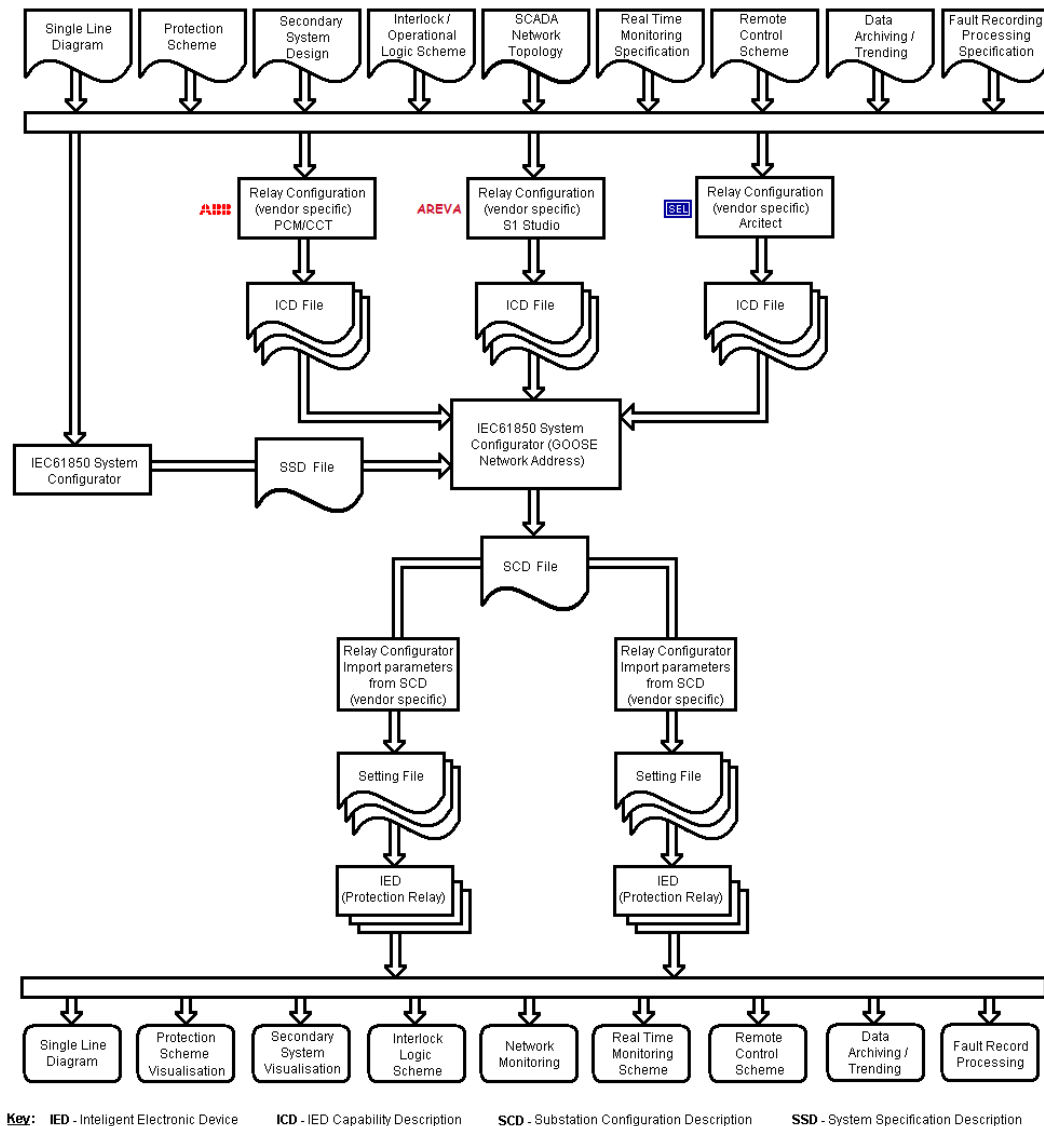 Single Line
Diagram
Protection
Scheme
Secondary
System
Design
Interlock /
Operational
Logic Scheme
SCADA
Network
Topology
Real Time
Monitoring
Specification
Remote
Control
Scheme
Data
Archiving /
Trending
Fault Recording
Processing
Specification
ABB
Relay Configuration
(vendor specific)
PCM/CCT
AREVA
Relay Configuration
(vendor specific)
S1 Studio
SEL
Relay Configuration
(vendor specific)
Arcitect
ICD File
ICD File
ICD File
IEC61850 System
Configurator (GOOSE
Network Address)
IEC61850 System
Configurator
SSD File
SCD File
Relay Configurator
Import parameters
from SCD
(vendor specific)
Relay Configurator
Import parameters
from SCD
(vendor specific)
Setting File
Setting File
IED
(Protection Relay)
IED
(Protection Relay)
Single Line
Diagram
Protection
Scheme
Visualisation
Secondary
System
Visualisation
Interlock
Logic
Scheme
Network
Monitoring
Real Time
Monitoring
Scheme
Remote
Control
Scheme
Data
Archiving /
Trending
Fault Record
Processing
Key: IED - Inteligent Electronic Device ICD - IED Capability Description SCD - Substation Configuration Description SSD - System Specification Description